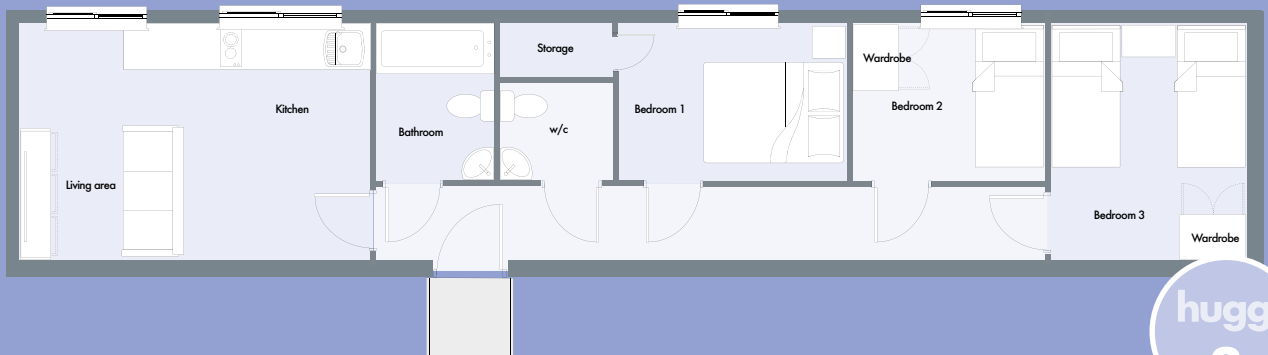 Storage
Wardrobe
Kitchen
Bedroom 1
Bedroom 2
Bathroom
w/c
Living area
Bedroom 3
Wardrobe
hugg